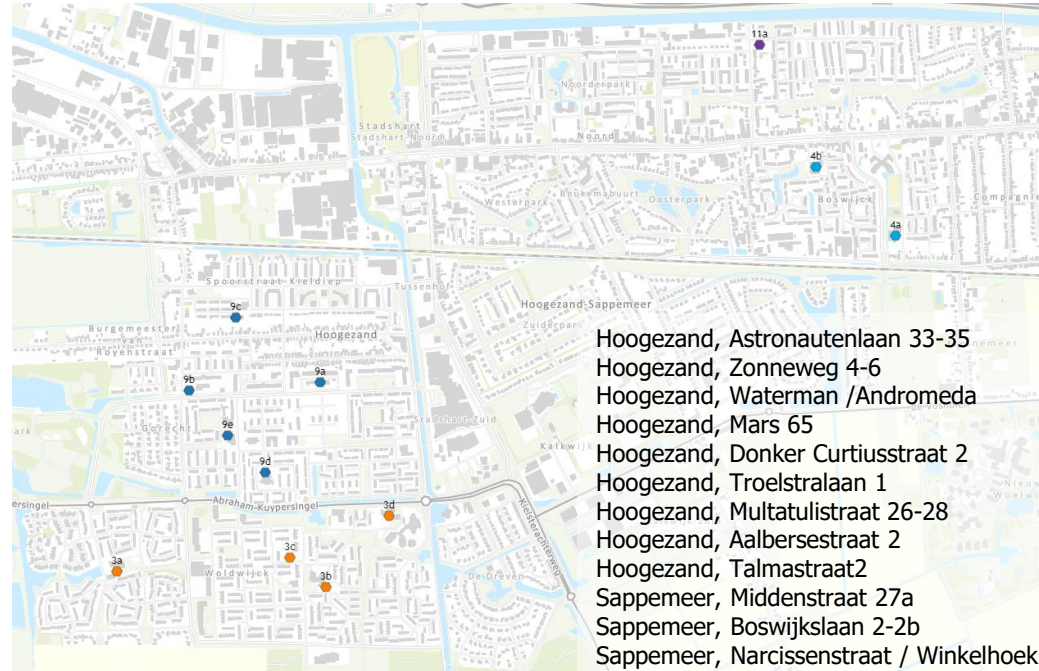 11a
Noorderpark
Stadshart
Stadshart-Noord
Noord
4b
Westerpark
Beukemabuurt
Oosterpark
Boswijck
Compagnie
4a
Spoorstraat-Kieldiep
Tussenhof
9c
Hoogezand-Sappemeer
Zuiderpark
Burgemeester
van
Royenstraat
Hoogezand
9a
9b
Gorecht
9e
Stadshart-Zuid
Kalkwijk
9d
Abraham-Kuypersingel
ersingel
3d
Kielsterachterweg
3c
3a
Woldwijck
3b
De Dreven
Hoogezand, Astronautenlaan 33-35
Hoogezand, Zonneweg 4-6
Hoogezand, Waterman /Andromeda
Hoogezand, Mars 65
Hoogezand, Donker Curtiusstraat 2
Hoogezand, Troelstralaan 1
Hoogezand, Multatulistraat 26-28
Hoogezand, Aalbersestraat 2
Hoogezand, Talmastraat2
Sappemeer, Middenstraat 27a
Sappemeer, Boswijkslaan 2-2b
Sappemeer, Narcissenstraat / Winkelhoek